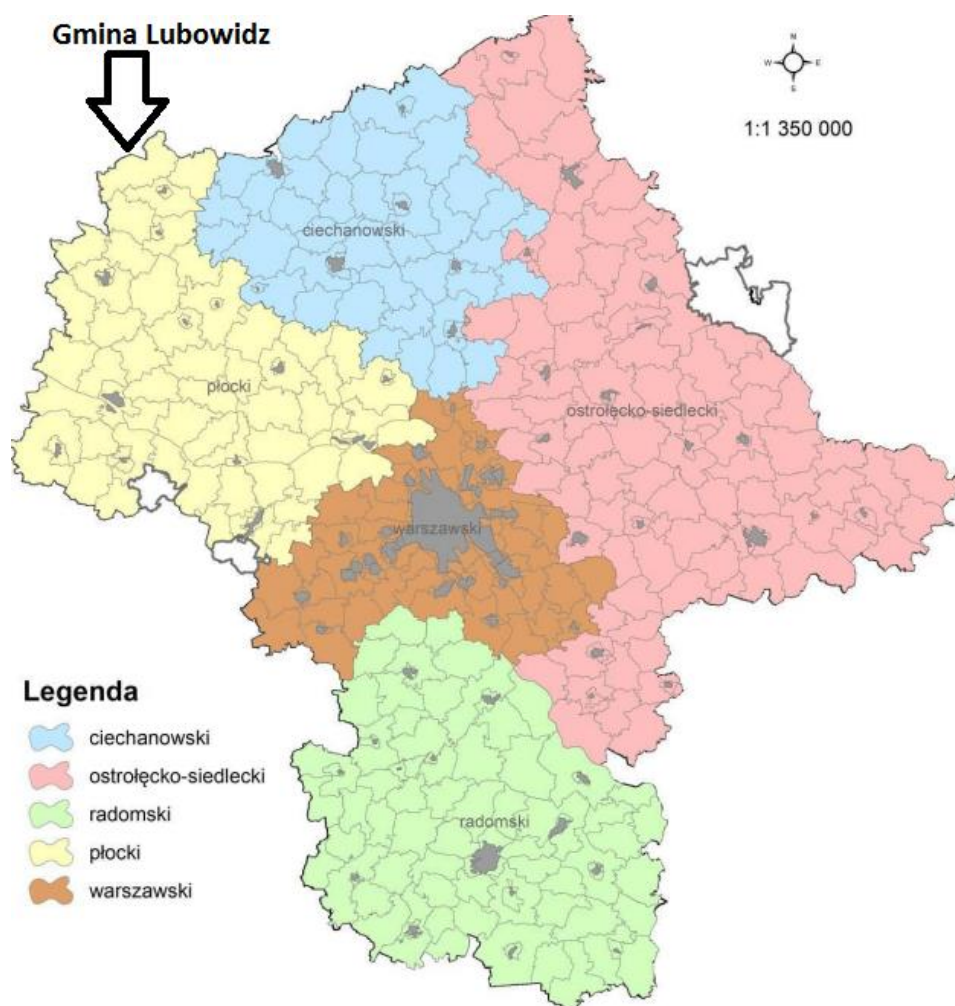 Gmina Lubowidz
N
W E
S
1:1 350 000
ciechanowski
płocki
ostrołęcko-siedlecki
warszawski
radomski
Legenda
ciechanowski
ostrołęcko-siedlecki
radomski
płocki
warszawski